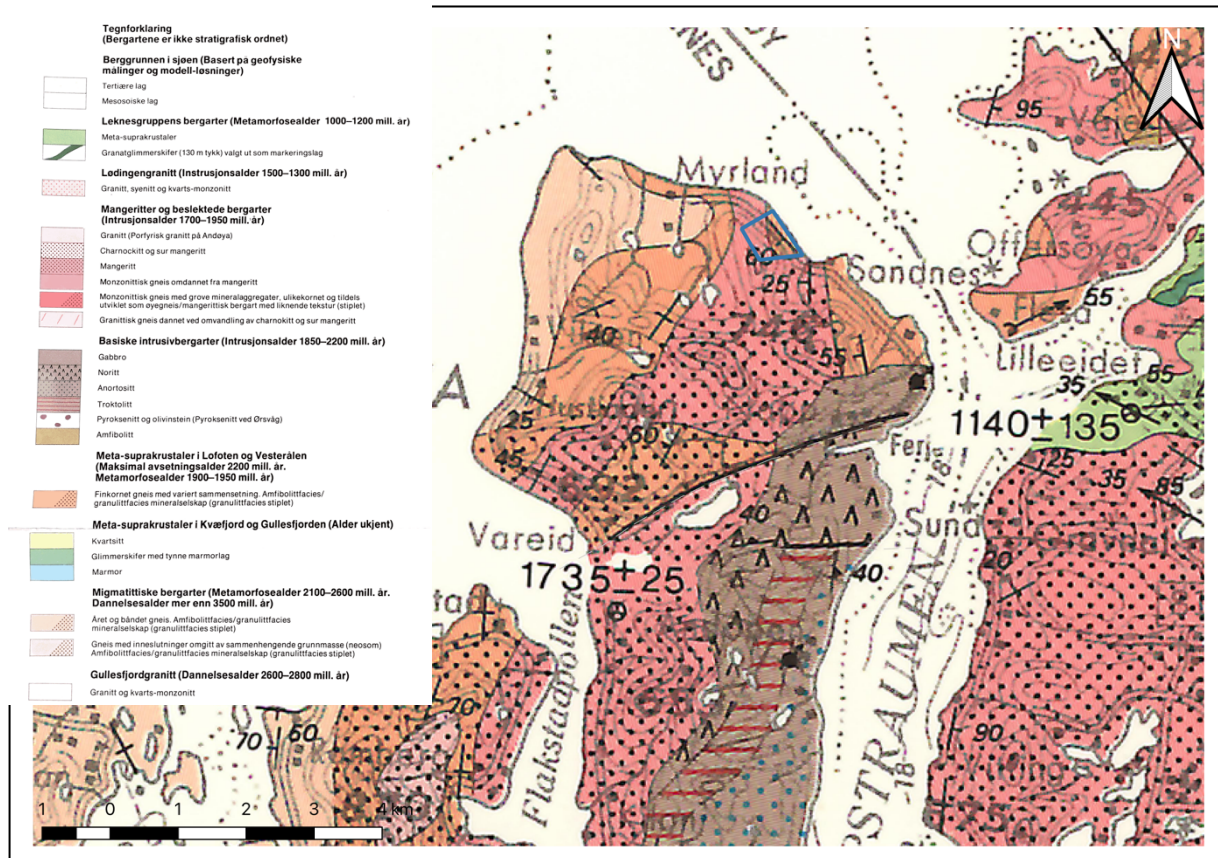 Tegnforklaring
(Bergartene er ikke stratigrafisk ordnet)
Berggrunnen i sjøen (Basert på geofysiske
målinger og modell-løsninger)
Tertiære lag
Mesosoiske lag
Leknesgruppens bergarter (Metamorfosealder 1000–1200 mill. år)
Meta-suprakrustaler
Granatglimmerskifer (130 m tykk) valgt ut som markeringslag
Lødingengranitt (Instrusjonsalder 1500–1300 mill. år)
Granitt, syenitt og kvarts-monzonitt
Mangeritter og beslektede bergarter
(Intrusjonsalder 1700–1950 mill. år)
Granitt (Porfyrisk granitt på Andøya)
Charnockitt og sur mangeritt
Mangeritt
Monzonittisk gneis omdannet fra mangeritt
Monzonittisk gneis med grove mineralaggregater, ulikekornet og tildels
utviklet som øyegneis/mangerittisk bergart med liknende tekstur (stiplet)
Granittisk gneis dannet ved omvandling av charnokitt og sur mangeritt
Basiske intrusivbergarter (Intrusjonsalder 1850–2200 mill. år)
Gabbro
Noritt
Anortositt
Troktolitt
Pyroksenitt og olivinstein (Pyroksenitt ved Ørsvåg)
Amfibolitt
Meta-suprakrustaler i Lofoten og Vesterålen
(Maksimal avsetningsalder 2200 mill. år.
Metamorfosealder 1900–1950 mill. år)
Finkornet gneis med variert sammensetning. Amfibolittfacies/
granulittfacies mineralselskap (granulittfacies stiplet)
Meta-suprakrustaler i Kvæfjord og Gullesfjorden (Alder ukjent)
Kvartsitt
Glimmerskifer med tynne marmorlag
Marmor
Migmatittiske bergarter (Metamorfosealder 2100–2600 mill. år.
Dannelsesalder mer enn 3500 mill. år)
Året og båndet gneis. Amfibolittfacies/granulittfacies
mineralselskap (granulittfacies stiplet)
Gneis med inneslutninger omgitt av sammenhengende grunnmasse (neosom)
Amfibolittfacies/granulittfacies mineralselskap (granulittfacies stiplet)
Gullesfjordgranitt (Dannelsesalder 2600–2800 mill. år)
Granitt og kvarts-monzonitt
N
NES
95
Myrland
Offersøya
Sandnes
25
55
40
55
Lilleeidet
A
35
55
25
60
45
1140±135
Ferje
18
25
35
85
Vareid
40
Sund
1735±25
20
40
Flakstadpollen
STRAUMEN
18
70
70
60
90
1 0 1 2 3 4 km